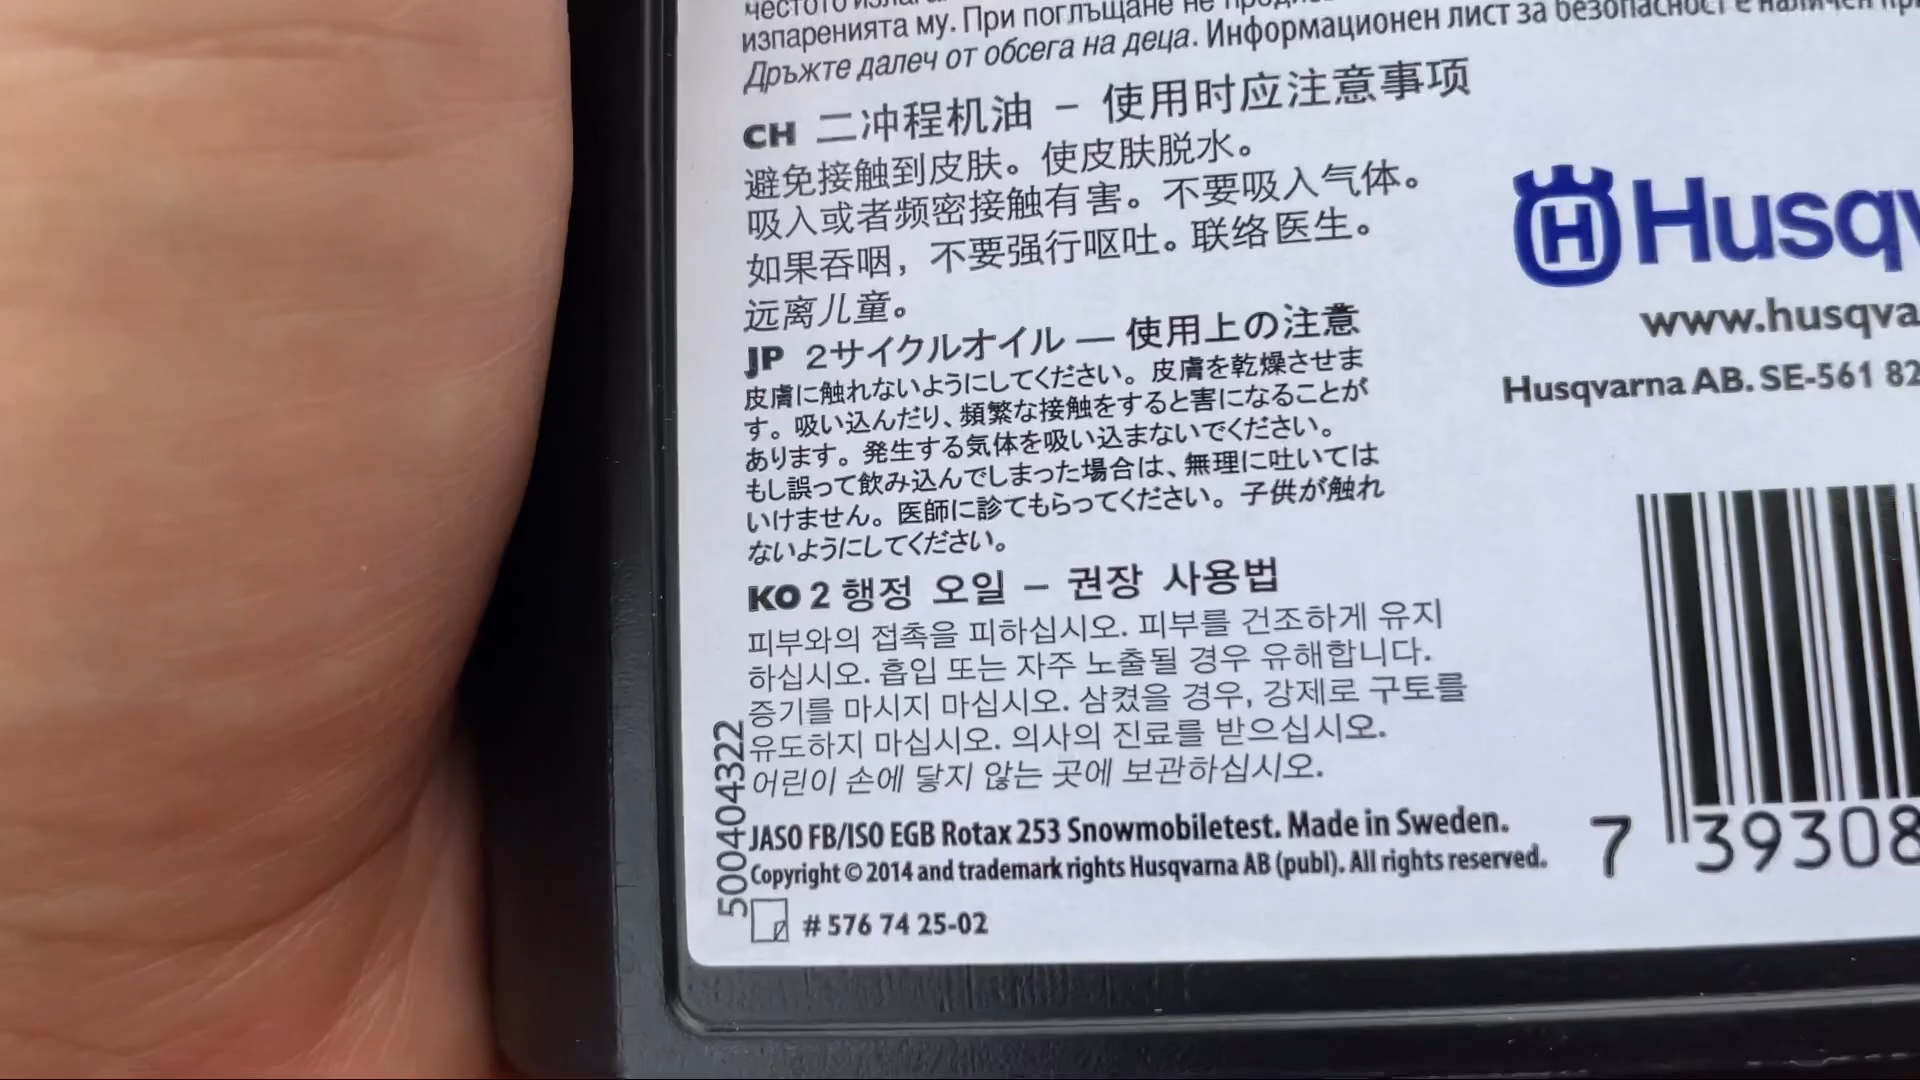 изпаренията му. При поглъщане не
Дръжте далеч от обсега на деца. Информационен лист за безопасност е наличен
CH 二冲程机油 – 使用时应注意事项
避免接触到皮肤。使皮肤脱水。
吸入或者频密接触有害。不要吸入气体。
如果吞咽，不要强行呕吐。联络医生。
远离儿童。
JP 2サイクルオイル — 使用上の注意
皮膚に触れないようにしてください。皮膚を乾燥させま
す。吸い込んだり、頻繁な接触をすると害になることが
あります。発生する気体を吸い込まないでください。
もし誤って飲み込んでしまった場合は、無理に吐いては
いけません。医師に診てもらってください。子供が触れ
ないようにしてください。
KO 2 행정 오일 – 권장 사용법
피부와의 접촉을 피하십시오. 피부를 건조하게 유지
하십시오. 흡입 또는 자주 노출될 경우 유해합니다.
증기를 마시지 마십시오. 삼켰을 경우, 강제로 구토를
유도하지 마십시오. 의사의 진료를 받으십시오.
어린이 손에 닿지 않는 곳에 보관하십시오.
500404322
JASO FB/ISO EGB Rotax 253 Snowmobiletest. Made in Sweden.
Copyright © 2014 and trademark rights Husqvarna AB (publ). All rights reserved.
# 576 74 25-02
H Husqv
www.husqva
Husqvarna AB. SE-561 82
7 39308